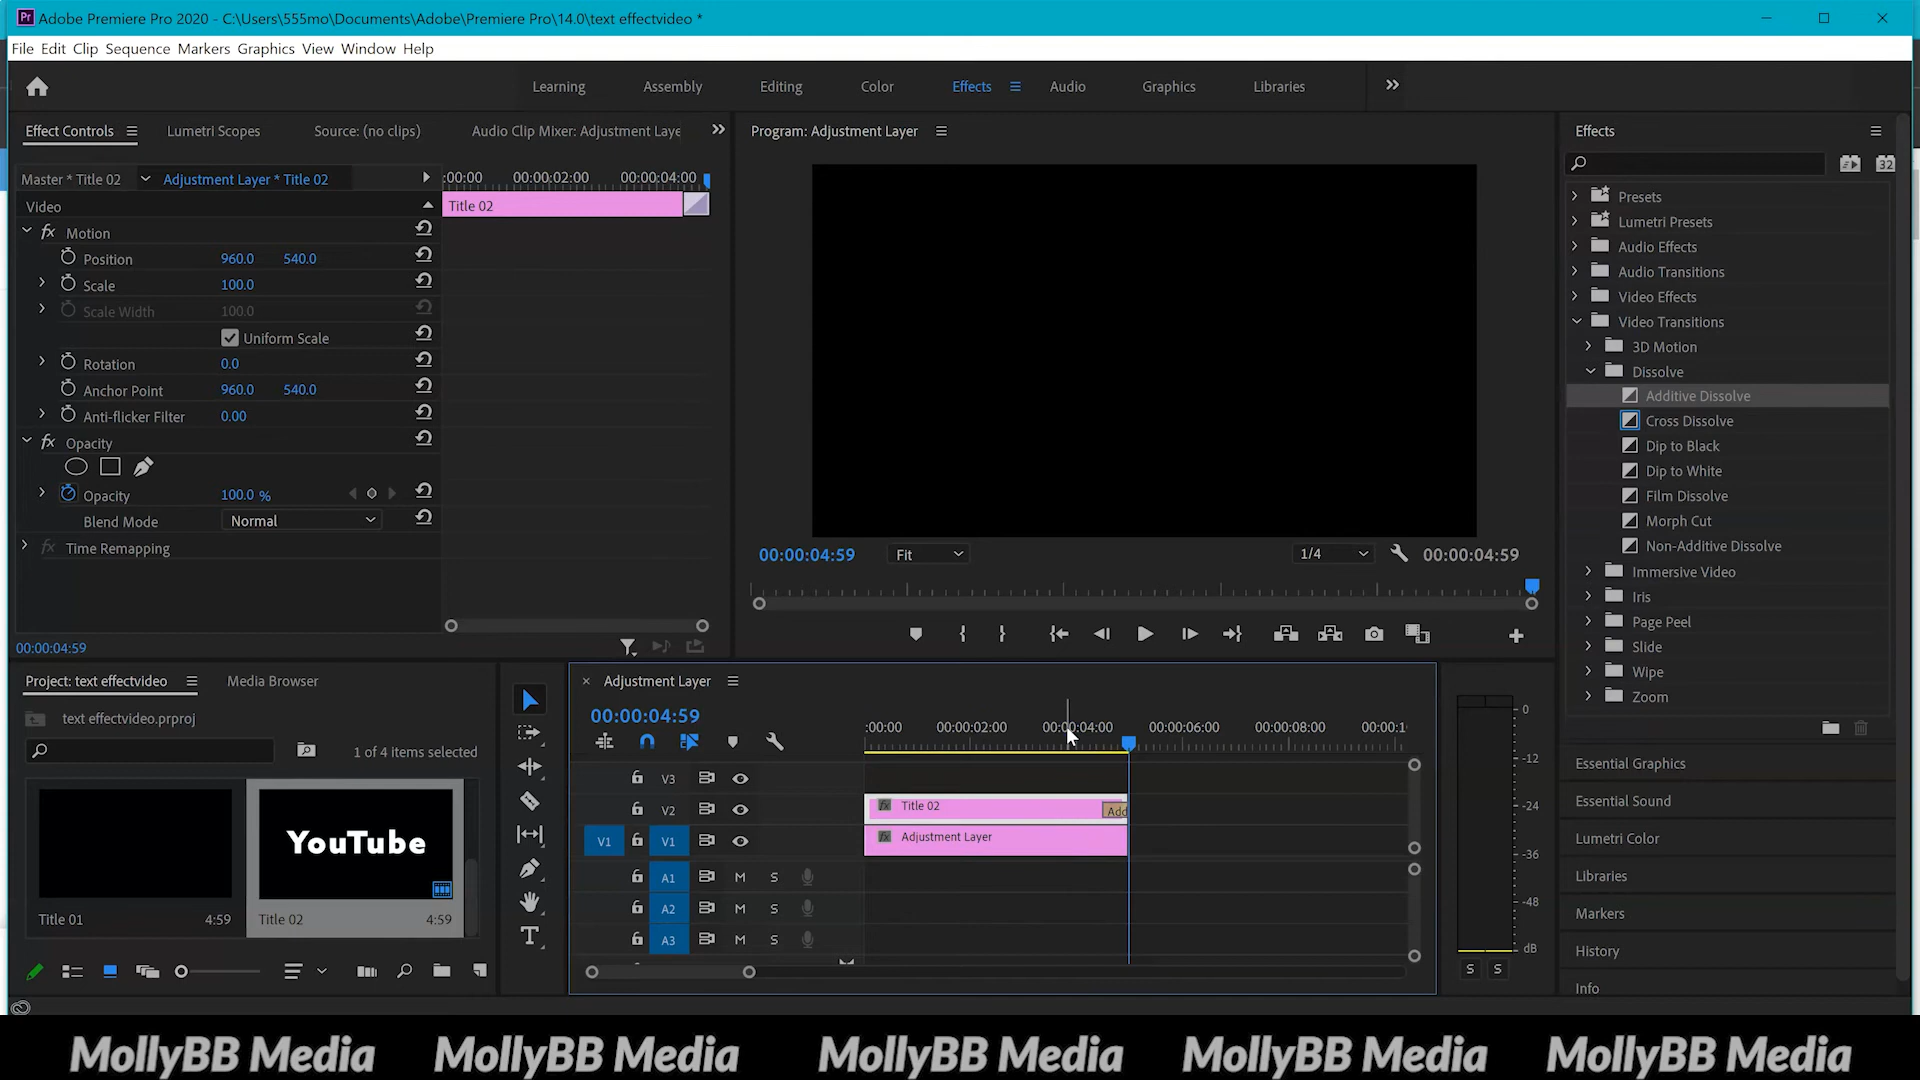 Adobe Premiere Pro 2020 - C:\Users\555mo\Documents\Adobe\Premiere Pro\14.0\text effectvideo *
File Edit Clip Sequence Markers Graphics View Window Help
Learning Assembly Editing Color Effects Audio Graphics Libraries
Effect Controls Lumetri Scopes Source: (no clips) Audio Clip Mixer: Adjustment Laye
Master * Title 02 Adjustment Layer * Title 02
:00:00 00:00:02:00 00:00:04:00
Video
Title 02
Motion
Position 960.0 540.0
Scale 100.0
Scale Width 100.0
Uniform Scale
Rotation 0.0
Anchor Point 960.0 540.0
Anti-flicker Filter 0.00
Opacity
Opacity 100.0 %
Blend Mode Normal
Time Remapping
00:00:04:59
Program: Adjustment Layer
00:00:04:59 Fit 1/4 00:00:04:59
Effects
32
Presets
Lumetri Presets
Audio Effects
Audio Transitions
Video Effects
Video Transitions
3D Motion
Dissolve
Additive Dissolve
Cross Dissolve
Dip to Black
Dip to White
Film Dissolve
Morph Cut
Non-Additive Dissolve
Immersive Video
Iris
Page Peel
Slide
Wipe
Zoom
Essential Graphics
Essential Sound
Lumetri Color
Libraries
Markers
History
Info
Project: text effectvideo Media Browser
text effectvideo.prproj
1 of 4 items selected
YouTube
Title 01 4:59 Title 02 4:59
Adjustment Layer
00:00:04:59
:00:00 00:00:02:00 00:00:04:00 00:00:06:00 00:00:08:00 00:00:1
V3
V2 Title 02 Add
V1 V1 Adjustment Layer
A1 M S
A2 M S
A3 M S
0
-12
-24
-36
-48
dB
S S
MollyBB Media MollyBB Media MollyBB Media MollyBB Media MollyBB Media